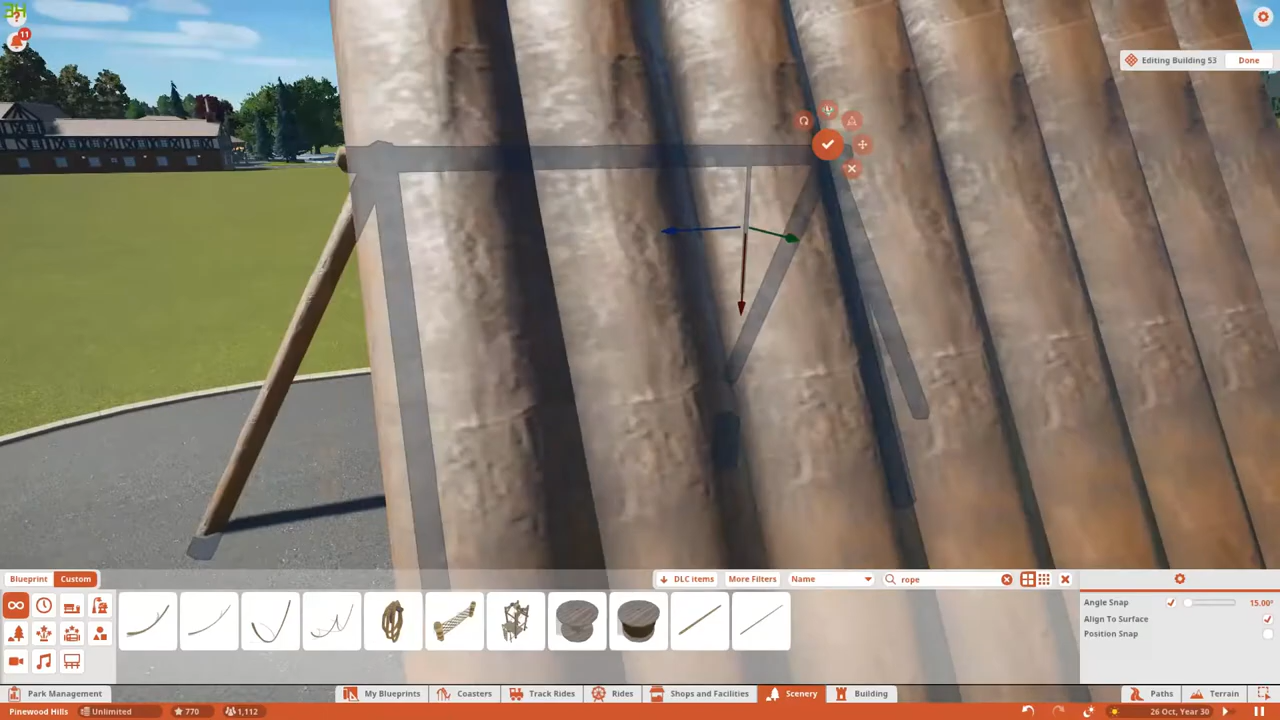 11
Editing Building 53
Done
Blueprint
Custom
DLC items
More Filters
Name
rope
Angle Snap
15.00°
Align To Surface
Position Snap
Park Management
My Blueprints
Coasters
Track Rides
Rides
Shops and Facilities
Scenery
Building
Paths
Terrain
Pinewood Hills
Unlimited
770
1,112
26 Oct, Year 30